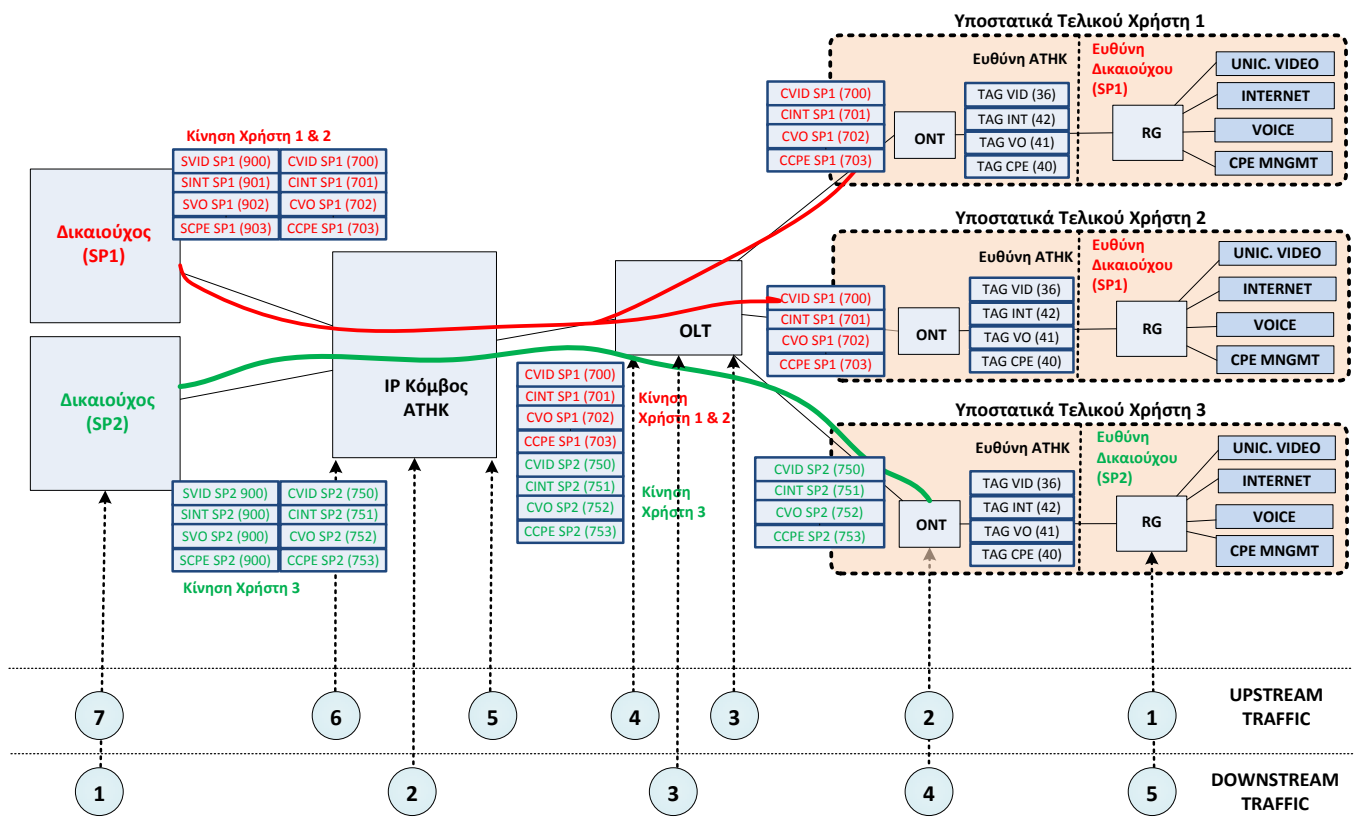 Υποστατικά Τελικού Χρήστη 1
Ευθύνη ΑΤΗΚ
Ευθύνη
Δικαιούχου
(SP1)
CVID SP1 (700)
CINT SP1 (701)
CVO SP1 (702)
CCPE SP1 (703)
ONT
TAG VID (36)
TAG INT (42)
TAG VO (41)
TAG CPE (40)
RG
UNIC. VIDEO
INTERNET
VOICE
CPE MNGMT
Κίνηση Χρήστη 1 & 2
SVID SP1 (900) CVID SP1 (700)
SINT SP1 (901) CINT SP1 (701)
SVO SP1 (902) CVO SP1 (702)
SCPE SP1 (903) CCPE SP1 (703)
Δικαιούχος
(SP1)
Υποστατικά Τελικού Χρήστη 2
Ευθύνη ΑΤΗΚ
Ευθύνη
Δικαιούχου
(SP1)
CVID SP1 (700)
CINT SP1 (701)
CVO SP1 (702)
CCPE SP1 (703)
ONT
TAG VID (36)
TAG INT (42)
TAG VO (41)
TAG CPE (40)
RG
UNIC. VIDEO
INTERNET
VOICE
CPE MNGMT
OLT
IP Κόμβος
ΑΤΗΚ
Δικαιούχος
(SP2)
CVID SP1 (700)
CINT SP1 (701)
CVO SP1 (702)
CCPE SP1 (703)
CVID SP2 (750)
CINT SP2 (751)
CVO SP2 (752)
CCPE SP2 (753)
Κίνηση
Χρήστη 1 & 2
Κίνηση
Χρήστη 3
Υποστατικά Τελικού Χρήστη 3
Ευθύνη ΑΤΗΚ
Ευθύνη
Δικαιούχου
(SP2)
CVID SP2 (750)
CINT SP2 (751)
CVO SP2 (752)
CCPE SP2 (753)
ONT
TAG VID (36)
TAG INT (42)
TAG VO (41)
TAG CPE (40)
RG
UNIC. VIDEO
INTERNET
VOICE
CPE MNGMT
SVID SP2 900) CVID SP2 (750)
SINT SP2 (900) CINT SP2 (751)
SVO SP2 (900) CVO SP2 (752)
SCPE SP2 (900) CCPE SP2 (753)
Κίνηση Χρήστη 3
7 6 5 4 3 2 1
UPSTREAM
TRAFFIC
1 2 3 4 5
DOWNSTREAM
TRAFFIC